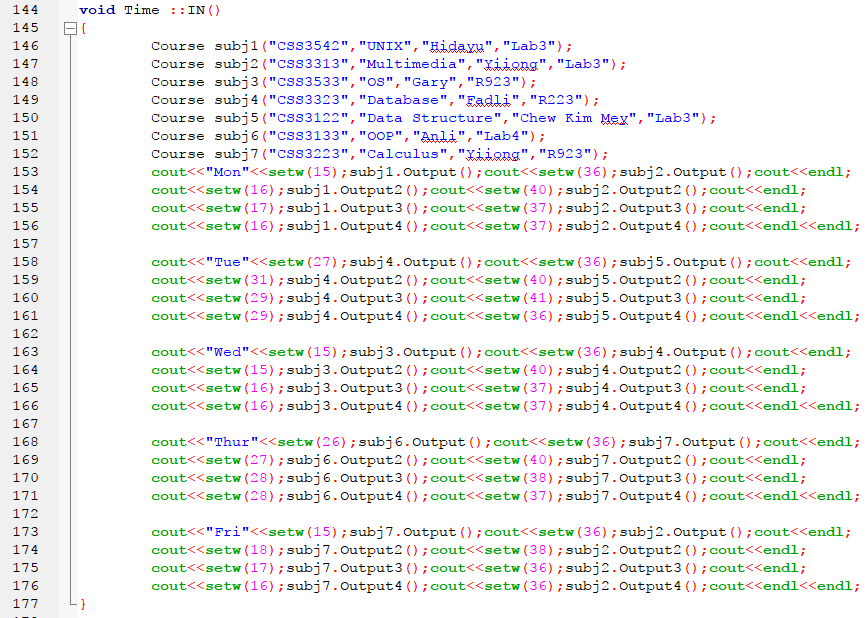 144 void Time ::IN()
145 {
146 Course subj1("CSS3542","UNIX","Hidayu","Lab3");
147 Course subj2("CSS3313","Multimedia","Yiiong","Lab3");
148 Course subj3("CSS3533","OS","Gary","R923");
149 Course subj4("CSS3323","Database","Fadli","R223");
150 Course subj5("CSS3122","Data Structure","Chew Kim Mey","Lab3");
151 Course subj6("CSS3133","OOP","Anli","Lab4");
152 Course subj7("CSS3223","Calculus","Yiiong","R923");
153 cout<<"Mon"<<setw(15);subj1.Output();cout<<setw(36);subj2.Output();cout<<endl;
154 cout<<setw(16);subj1.Output2();cout<<setw(40);subj2.Output2();cout<<endl;
155 cout<<setw(17);subj1.Output3();cout<<setw(37);subj2.Output3();cout<<endl;
156 cout<<setw(16);subj1.Output4();cout<<setw(37);subj2.Output4();cout<<endl<<endl;
157
158 cout<<"Tue"<<setw(27);subj4.Output();cout<<setw(36);subj5.Output();cout<<endl;
159 cout<<setw(31);subj4.Output2();cout<<setw(40);subj5.Output2();cout<<endl;
160 cout<<setw(29);subj4.Output3();cout<<setw(41);subj5.Output3();cout<<endl;
161 cout<<setw(29);subj4.Output4();cout<<setw(36);subj5.Output4();cout<<endl<<endl;
162
163 cout<<"Wed"<<setw(15);subj3.Output();cout<<setw(36);subj4.Output();cout<<endl;
164 cout<<setw(15);subj3.Output2();cout<<setw(40);subj4.Output2();cout<<endl;
165 cout<<setw(16);subj3.Output3();cout<<setw(37);subj4.Output3();cout<<endl;
166 cout<<setw(16);subj3.Output4();cout<<setw(37);subj4.Output4();cout<<endl<<endl;
167
168 cout<<"Thur"<<setw(26);subj6.Output();cout<<setw(36);subj7.Output();cout<<endl;
169 cout<<setw(27);subj6.Output2();cout<<setw(40);subj7.Output2();cout<<endl;
170 cout<<setw(28);subj6.Output3();cout<<setw(38);subj7.Output3();cout<<endl;
171 cout<<setw(28);subj6.Output4();cout<<setw(37);subj7.Output4();cout<<endl<<endl;
172
173 cout<<"Fri"<<setw(15);subj7.Output();cout<<setw(36);subj2.Output();cout<<endl;
174 cout<<setw(18);subj7.Output2();cout<<setw(38);subj2.Output2();cout<<endl;
175 cout<<setw(17);subj7.Output3();cout<<setw(36);subj2.Output3();cout<<endl;
176 cout<<setw(16);subj7.Output4();cout<<setw(36);subj2.Output4();cout<<endl<<endl;
177 }